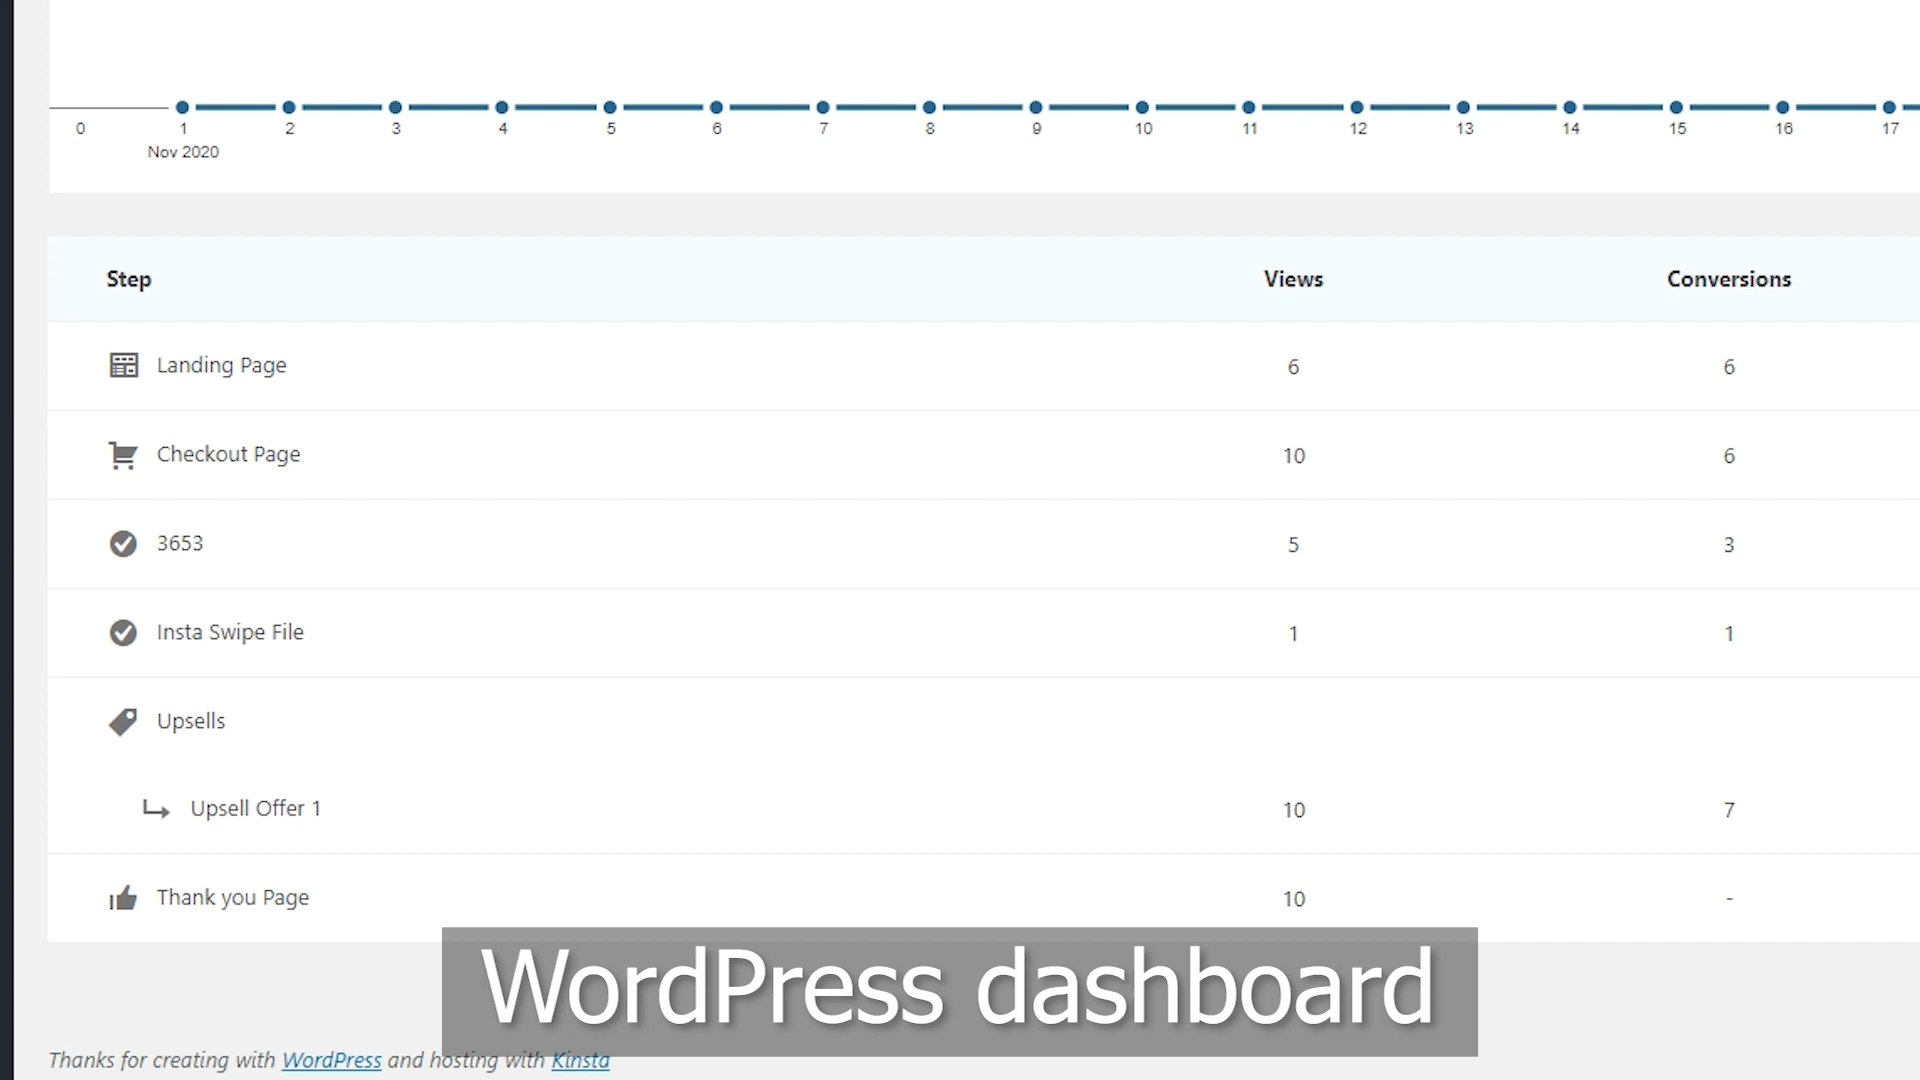 0 1 2 3 4 5 6 7 8 9 10 11 12 13 14 15 16 17
Nov 2020
Step Views Conversions
Landing Page 6 6
Checkout Page 10 6
3653 5 3
Insta Swipe File 1 1
Upsells
Upsell Offer 1 10 7
Thank you Page 10 -
WordPress dashboard
Thanks for creating with WordPress and hosting with Kinsta